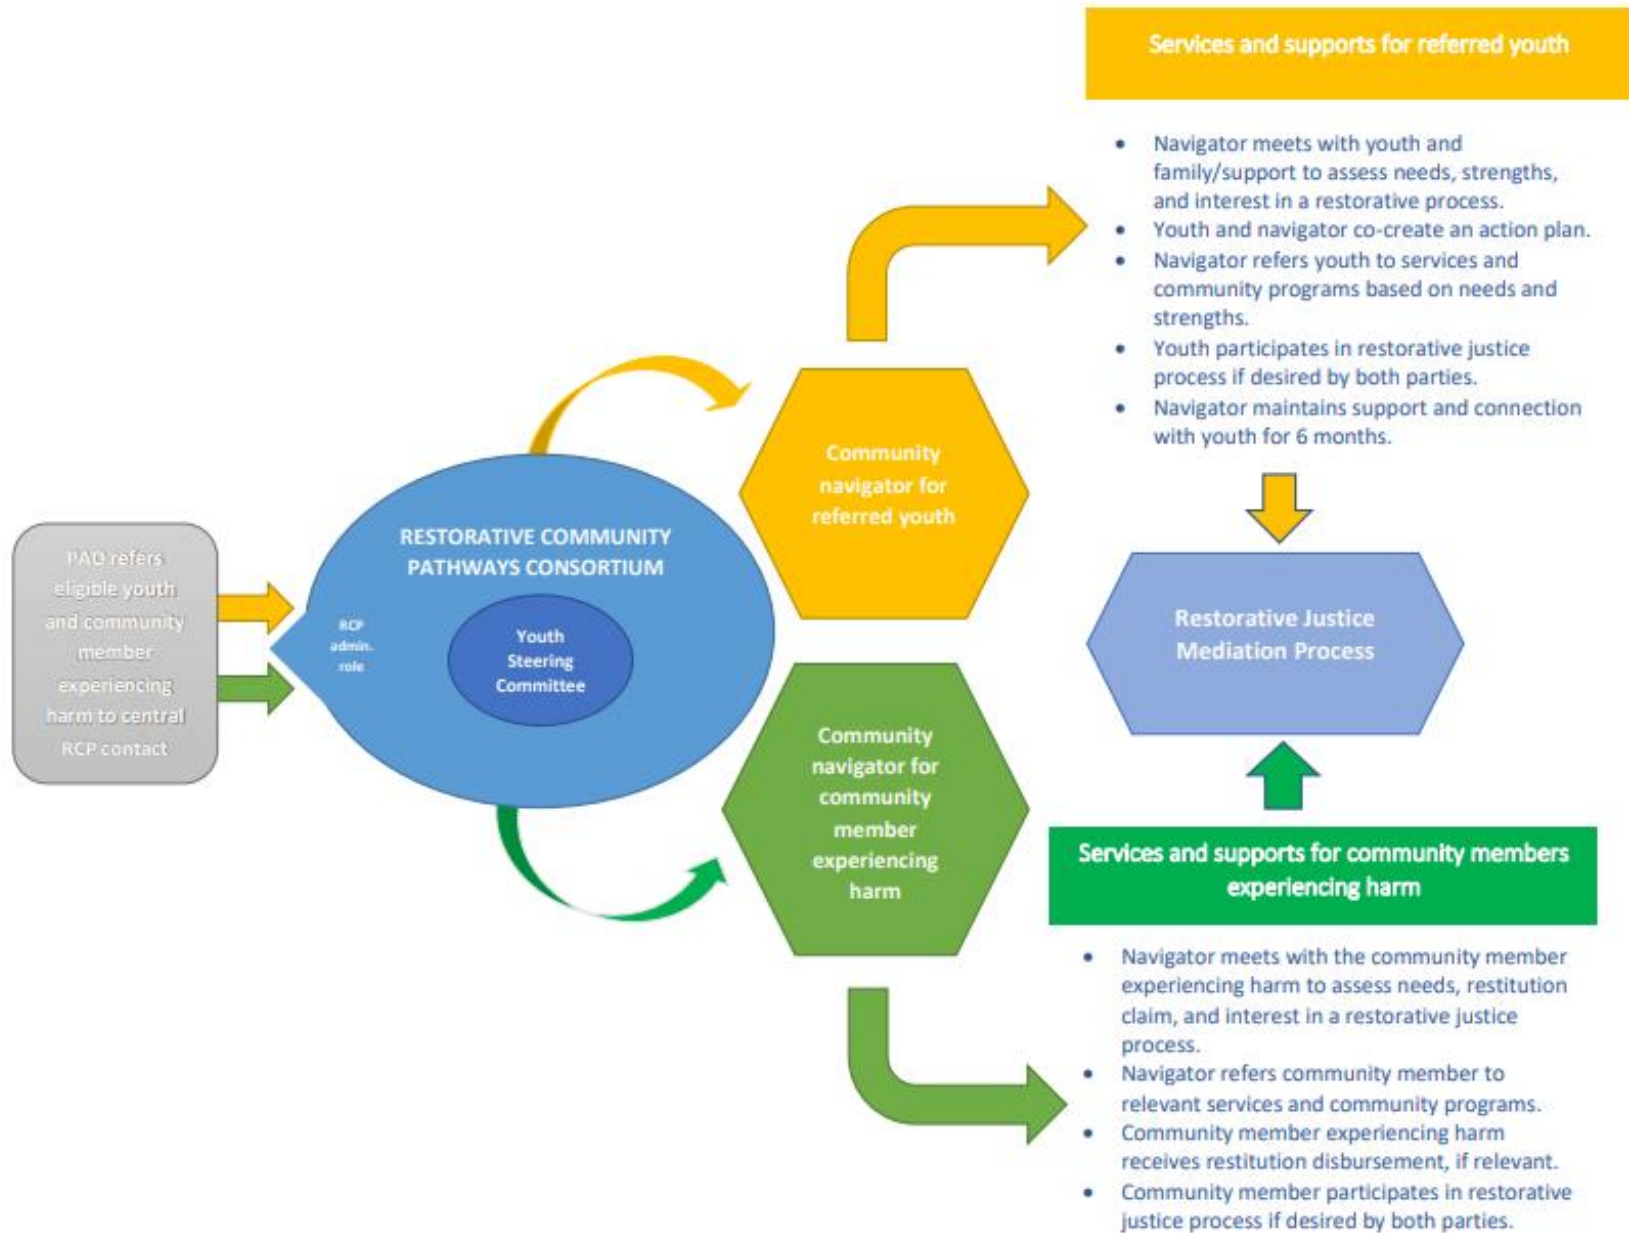 PAO refers
eligible youth
and community
member
experiencing
harm to central
RCP contact
RCP
admin.
role
RESTORATIVE COMMUNITY
PATHWAYS CONSORTIUM
Youth
Steering
Committee
Community
navigator for
referred youth
Community
navigator for
community
member
experiencing
harm
Services and supports for referred youth
• Navigator meets with youth and
family/support to assess needs, strengths,
and interest in a restorative process.
• Youth and navigator co-create an action plan.
• Navigator refers youth to services and
community programs based on needs and
strengths.
• Youth participates in restorative justice
process if desired by both parties.
• Navigator maintains support and connection
with youth for 6 months.
Restorative Justice
Mediation Process
Services and supports for community members
experiencing harm
• Navigator meets with the community member
experiencing harm to assess needs, restitution
claim, and interest in a restorative justice
process.
• Navigator refers community member to
relevant services and community programs.
• Community member experiencing harm
receives restitution disbursement, if relevant.
• Community member participates in restorative
justice process if desired by both parties.